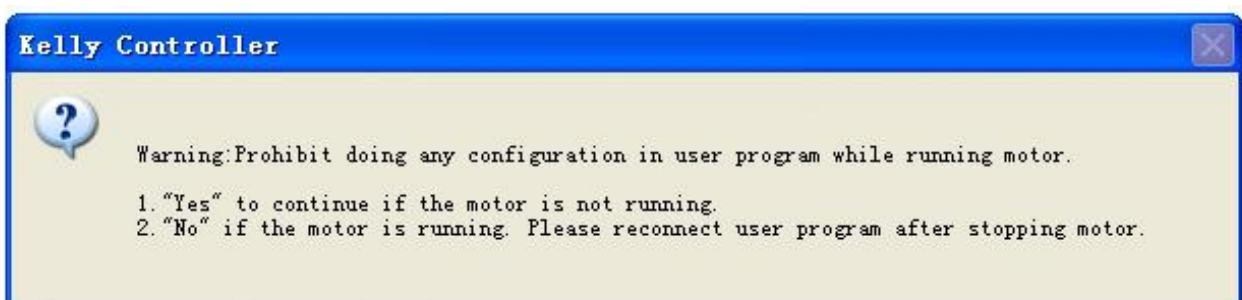 Kelly Controller
Warning:Prohibit doing any configuration in user program while running motor.
1."Yes" to continue if the motor is not running.
2."No" if the motor is running. Please reconnect user program after stopping motor.